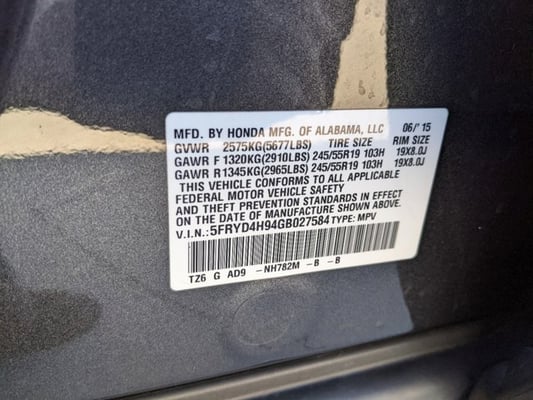 MFD. BY HONDA MFG. OF ALABAMA, LLC 06/'15
GVWR 2575KG(5677LBS) TIRE SIZE RIM SIZE
GAWR F 1320KG(2910LBS) 245/55R19 103H 19X8.0J
GAWR R 1345KG(2965LBS) 245/55R19 103H 19X8.0J
THIS VEHICLE CONFORMS TO ALL APPLICABLE
FEDERAL MOTOR VEHICLE SAFETY
AND THEFT PREVENTION STANDARDS IN EFFECT
ON THE DATE OF MANUFACTURE SHOWN ABOVE.
V.I.N.: 5FRYD4H94GB027584 TYPE: MPV
TZ6 G AD9 -NH782M -B -B